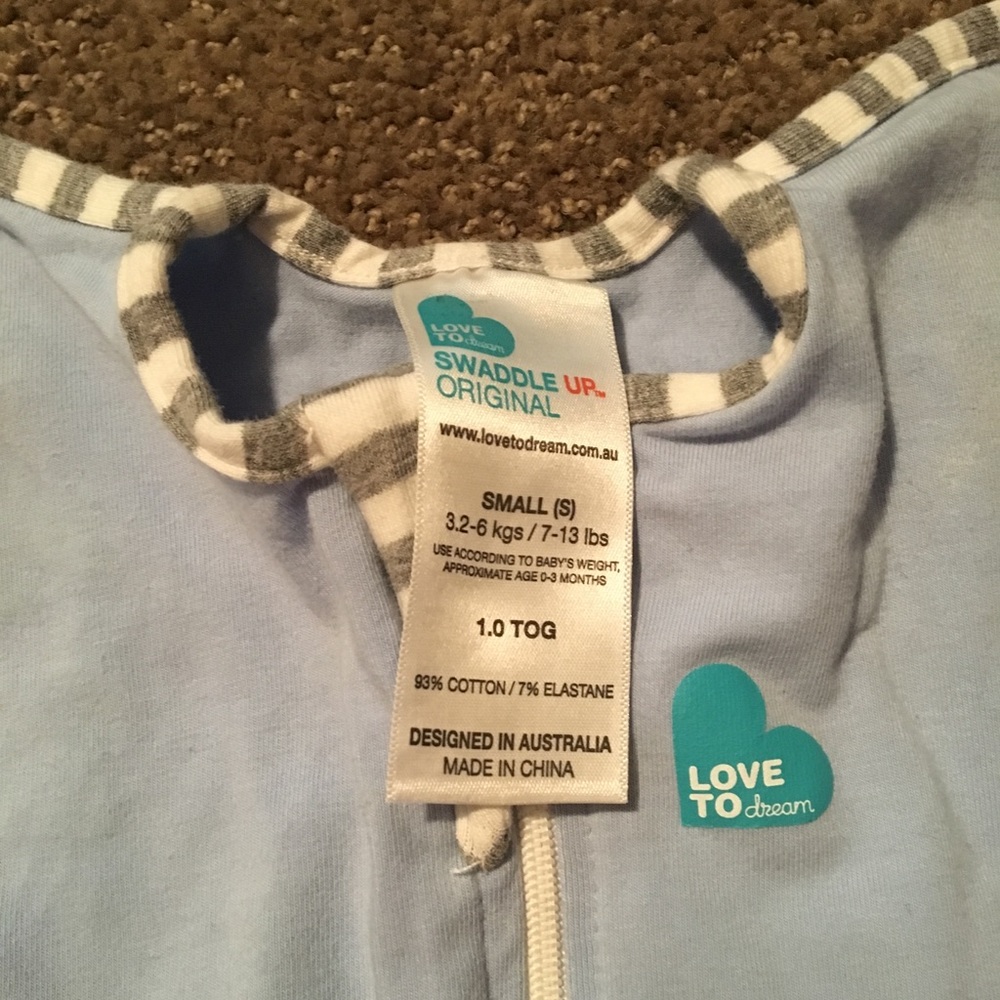 LOVE
TO dream
SWADDLE UP™
ORIGINAL
www.lovetodream.com.au
SMALL (S)
3.2-6 kgs / 7-13 lbs
USE ACCORDING TO BABY'S WEIGHT,
APPROXIMATE AGE 0-3 MONTHS
1.0 TOG
93% COTTON / 7% ELASTANE
DESIGNED IN AUSTRALIA
MADE IN CHINA
LOVE
TO dream